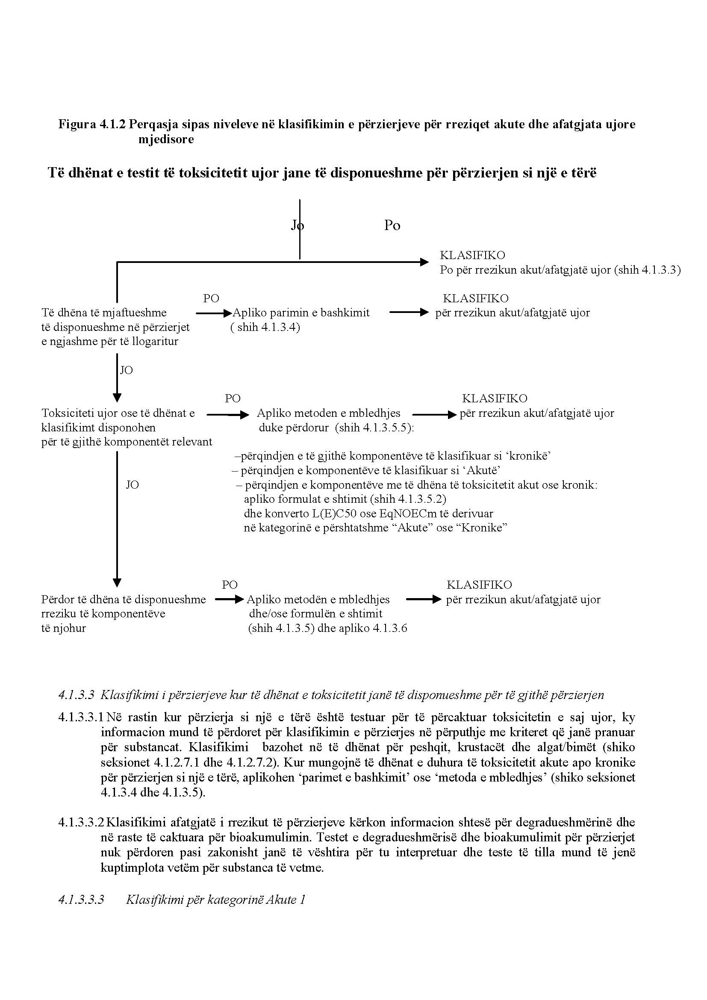 Figura 4.1.2 Perqasja sipas niveleve në klasifikimin e përzierjeve për rreziqet akute dhe afatgjata ujore
mjedisore
Të dhënat e testit të toksicitetit ujor jane të disponueshme për përzierjen si një e tërë
Jo Po
KLASIFIKO
Po për rrezikun akut/afatgjatë ujor (shih 4.1.3.3)
PO KLASIFIKO
Të dhëna të mjaftueshme Apliko parimin e bashkimit për rrezikun akut/afatgjatë ujor
të disponueshme në përzierjet ( shih 4.1.3.4)
e ngjashme për të llogaritur
JO
PO KLASIFIKO
Toksiciteti ujor ose të dhënat e Apliko metoden e mbledhjes për rrezikun akut/afatgjatë ujor
klasifikimt disponohen duke përdorur (shih 4.1.3.5.5):
për të gjithë komponentët relevant
–përqindjen e të gjithë komponentëve të klasifikuar si ‘kronikë’
– përqindjen e komponentëve të klasifikuar si ‘Akutë’
JO – përqindjen e komponentëve me të dhëna të toksicitetit akut ose kronik:
apliko formulat e shtimit (shih 4.1.3.5.2)
dhe konverto L(E)C50 ose EqNOECm të derivuar
në kategorinë e përshtatshme “Akute” ose “Kronike”
PO KLASIFIKO
Përdor të dhëna të disponueshme Apliko metodën e mbledhjes për rrezikun akut/afatgjatë ujor
rreziku të komponentëve dhe/ose formulën e shtimit
të njohur (shih 4.1.3.5) dhe apliko 4.1.3.6
4.1.3.3 Klasifikimi i përzierjeve kur të dhënat e toksicitetit janë të disponueshme për të gjithë përzierjen
4.1.3.3.1 Në rastin kur përzierja si një e tërë është testuar për të përcaktuar toksicitetin e saj ujor, ky
informacion mund të përdoret për klasifikimin e përzierjes në përputhje me kriteret që janë pranuar
për substancat. Klasifikimi bazohet në të dhënat për peshqit, krustacët dhe algat/bimët (shiko
seksionet 4.1.2.7.1 dhe 4.1.2.7.2). Kur mungojnë të dhënat e duhura të toksicitetit akute apo kronike
për përzierjen si një e tërë, aplikohen ‘parimet e bashkimit’ ose ‘metoda e mbledhjes’ (shiko seksionet
4.1.3.4 dhe 4.1.3.5).
4.1.3.3.2 Klasifikimi afatgjatë i rrezikut të përzierjeve kërkon informacion shtesë për degradueshmërinë dhe
në raste të caktuara për bioakumulimin. Testet e degradueshmërisë dhe bioakumulimit për përzierjet
nuk përdoren pasi zakonisht janë të vështira për tu interpretuar dhe teste të tilla mund të jenë
kuptimplota vetëm për substanca të vetme.
4.1.3.3.3 Klasifikimi për kategorinë Akute 1